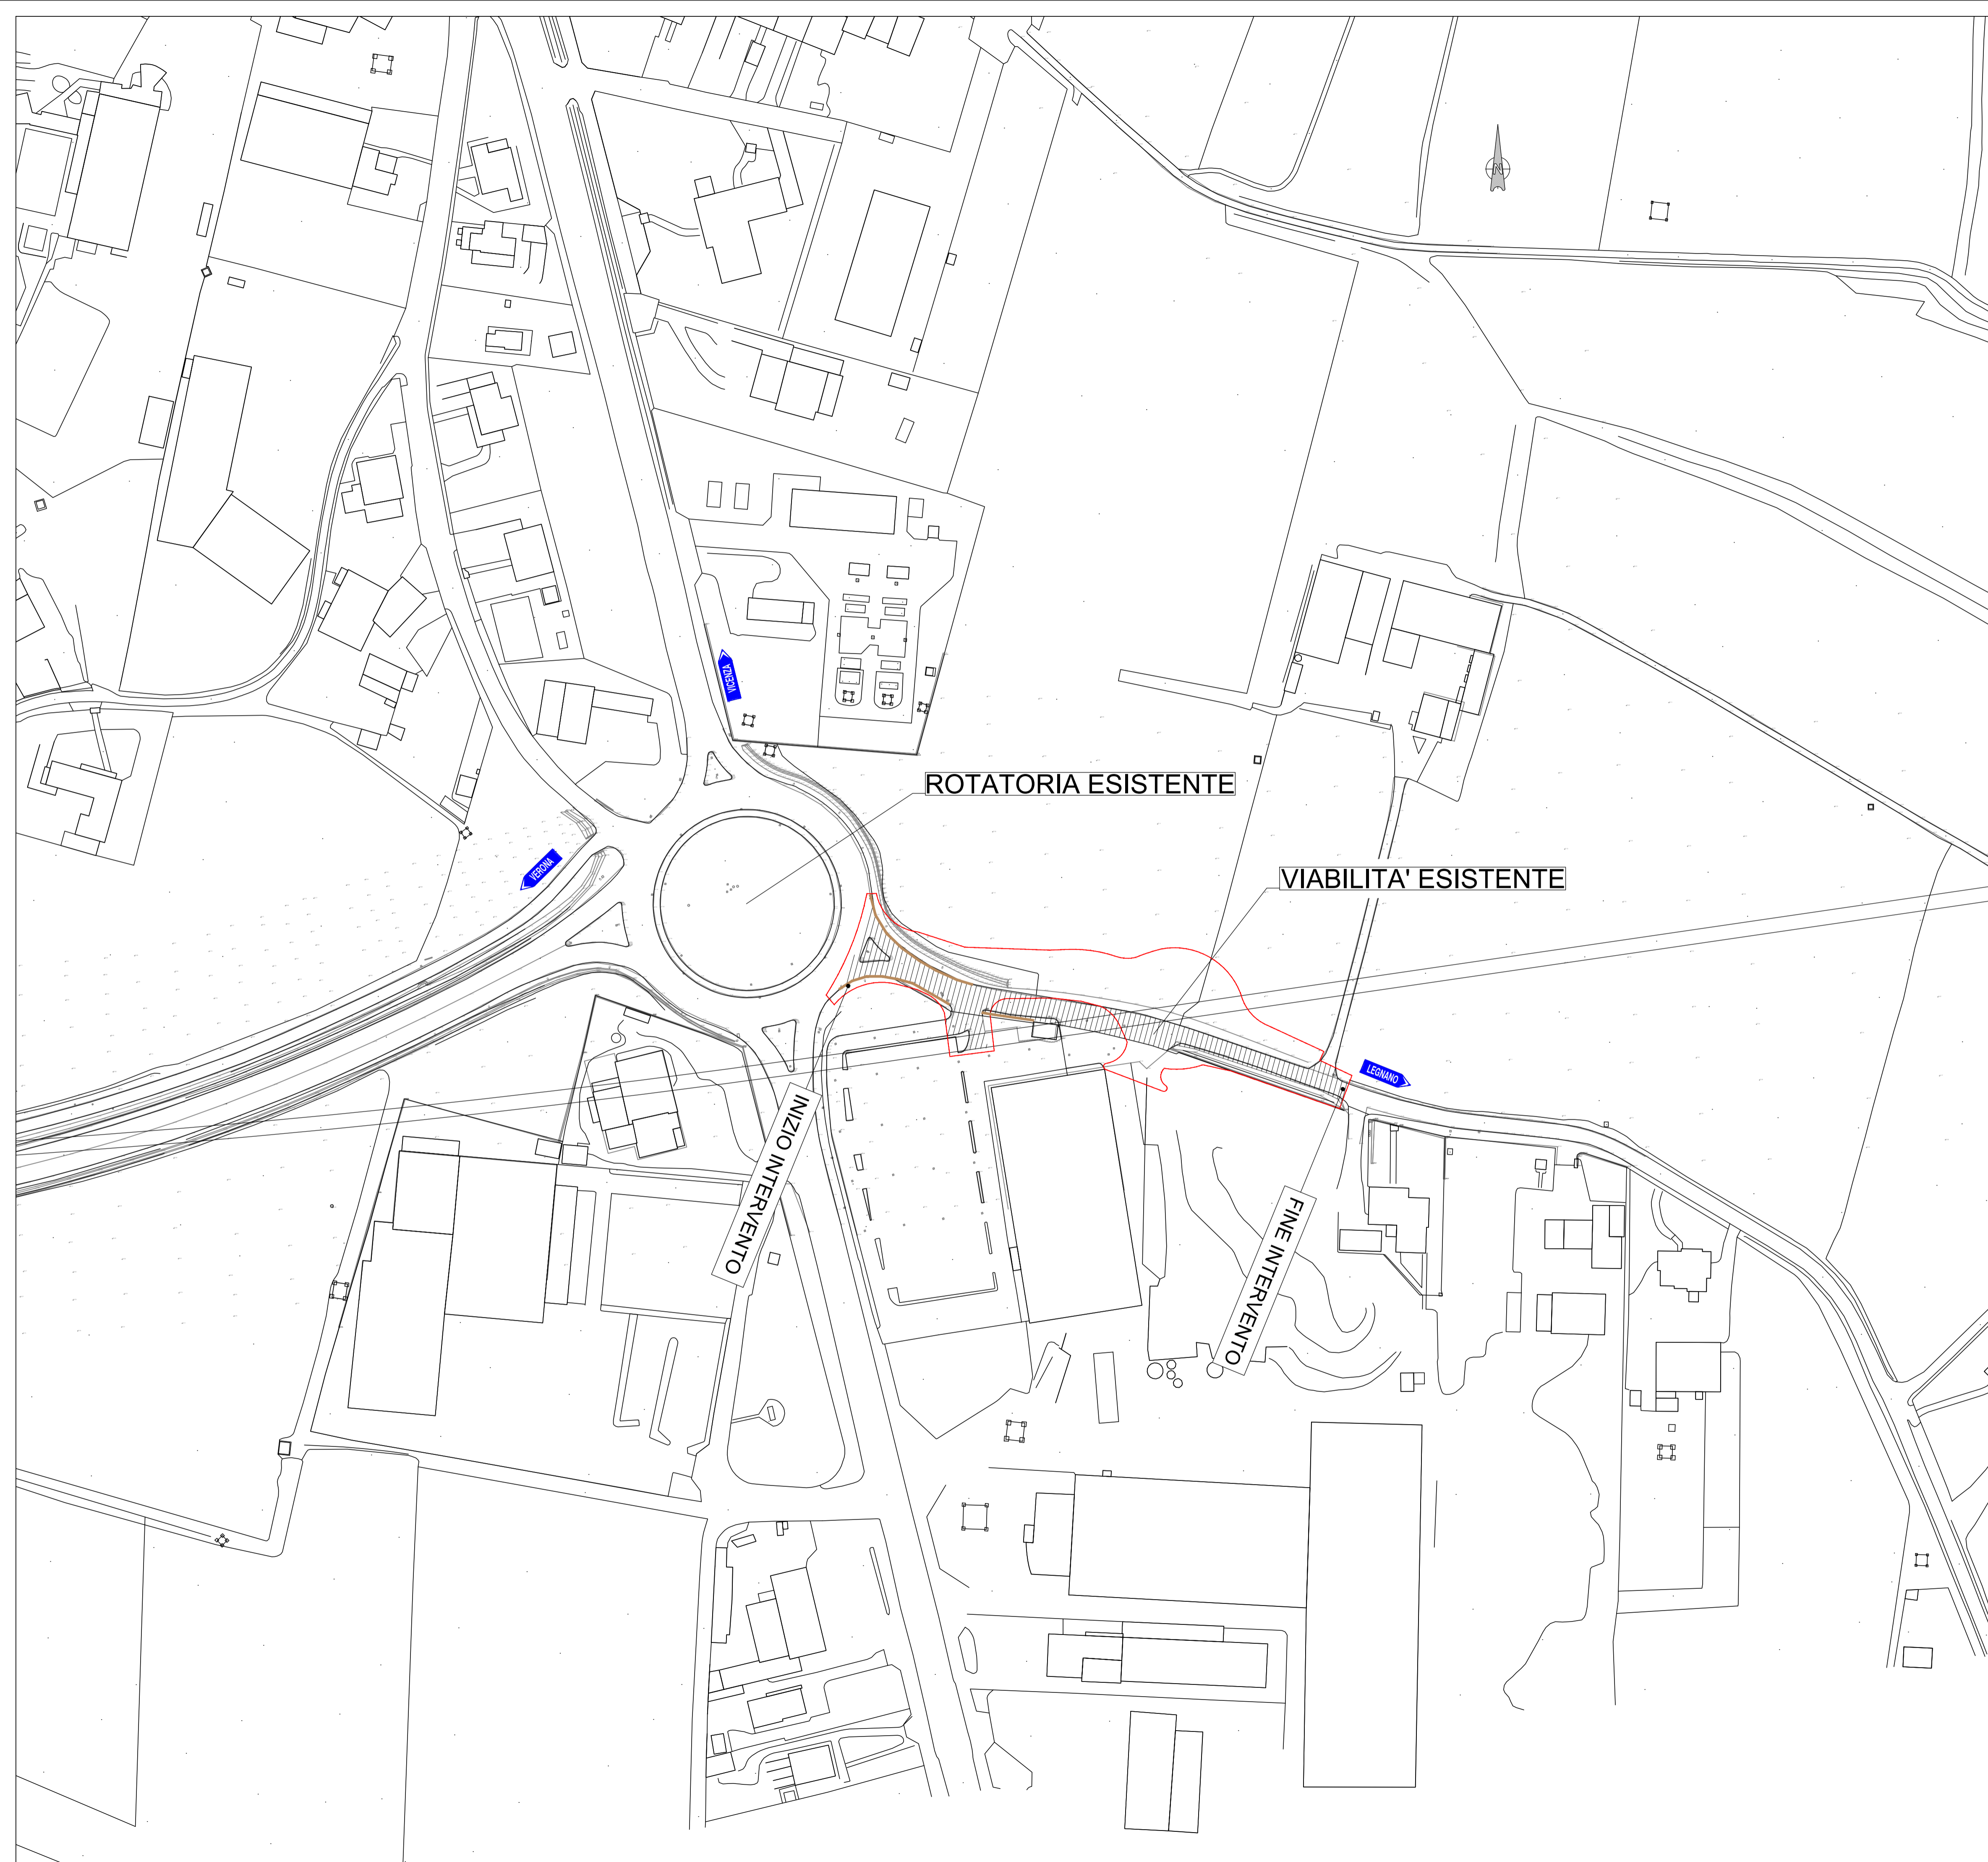 VICENZA
ROTATORIA ESISTENTE
VERONA
VIABILITA' ESISTENTE
LEGNANO
INIZIO INTERVENTO
FINE INTERVENTO